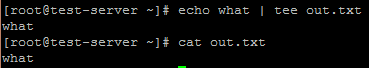 [root@test-server ~]# echo what | tee out.txt
what
[root@test-server ~]# cat out.txt
what